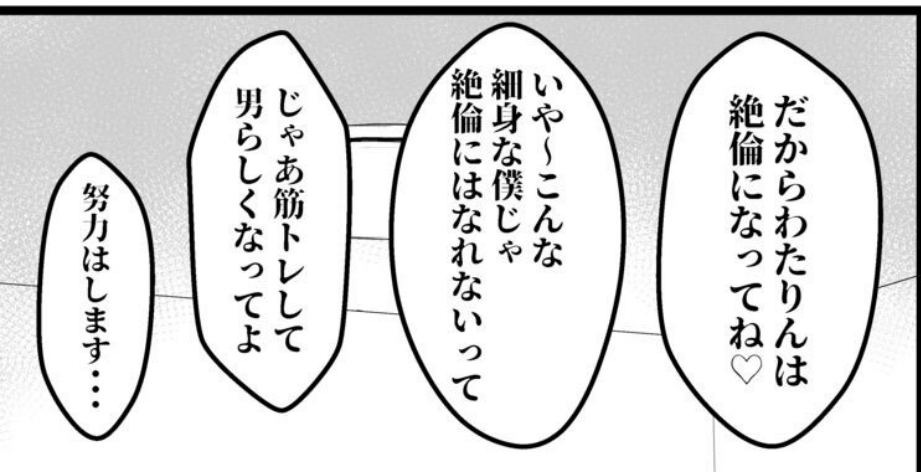 だからわたりんは
絶倫になってね♡
いや～こんな
細身な僕じゃ
絶倫にはなれないって
じゃあ筋トレして
男らしくなってよ
努力はします・・・